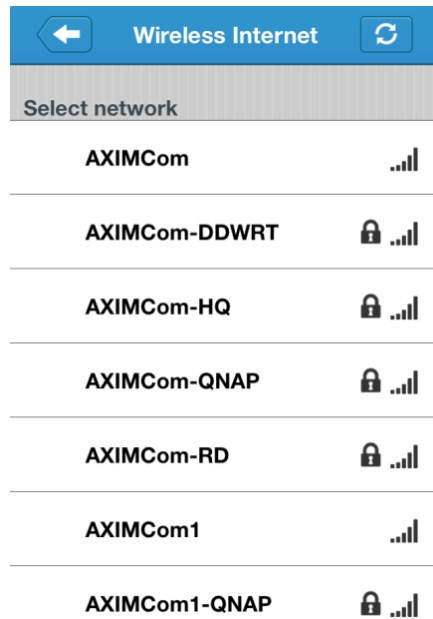 Wireless Internet
Select network
AXIMCom
AXIMCom-DDWRT
AXIMCom-HQ
AXIMCom-QNAP
AXIMCom-RD
AXIMCom1
AXIMCom1-QNAP